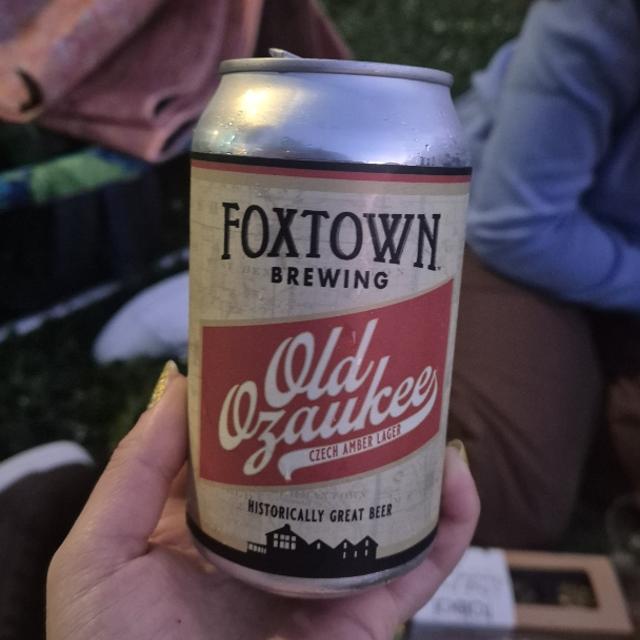 FOXTOWN
BREWING
Old
Ozaukee
CZECH AMBER LAGER
HISTORICALLY GREAT BEER